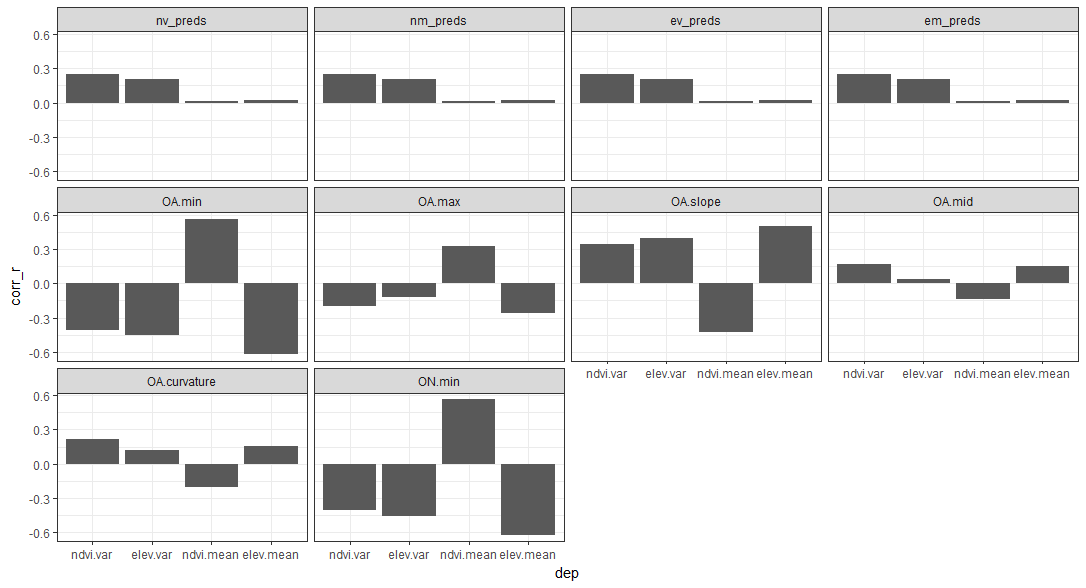 nv_preds nm_preds ev_preds em_preds
0.6
0.3
0.0
-0.3
-0.6
OA.min OA.max OA.slope OA.mid
0.6
0.3
0.0
-0.3
-0.6
ndvi.var elev.var ndvi.mean elev.mean ndvi.var elev.var ndvi.mean elev.mean
OA.curvature ON.min
0.6
0.3
0.0
-0.3
-0.6
ndvi.var elev.var ndvi.mean elev.mean ndvi.var elev.var ndvi.mean elev.mean
corr_r
dep